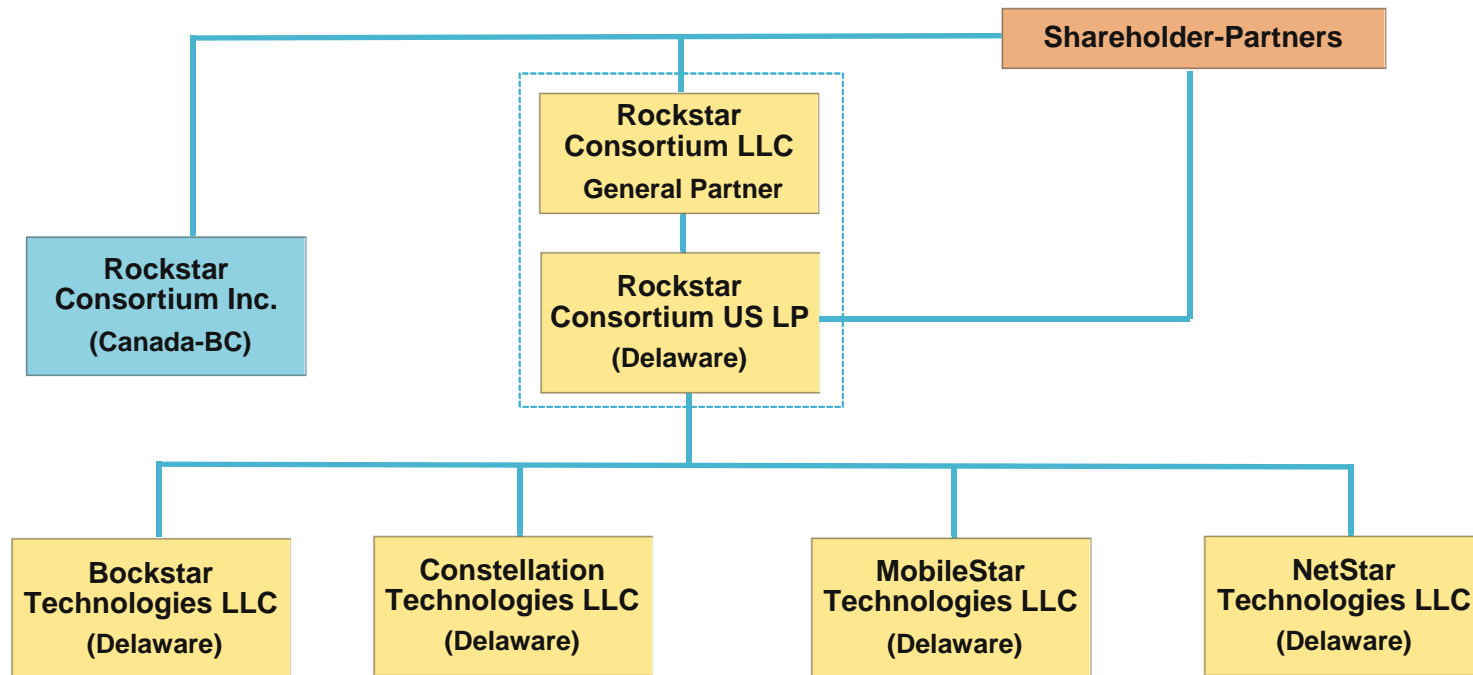 Shareholder-Partners
Rockstar
Consortium LLC
General Partner
Rockstar
Consortium Inc.
(Canada-BC)
Rockstar
Consortium US LP
(Delaware)
Bockstar
Technologies LLC
(Delaware)
Constellation
Technologies LLC
(Delaware)
MobileStar
Technologies LLC
(Delaware)
NetStar
Technologies LLC
(Delaware)